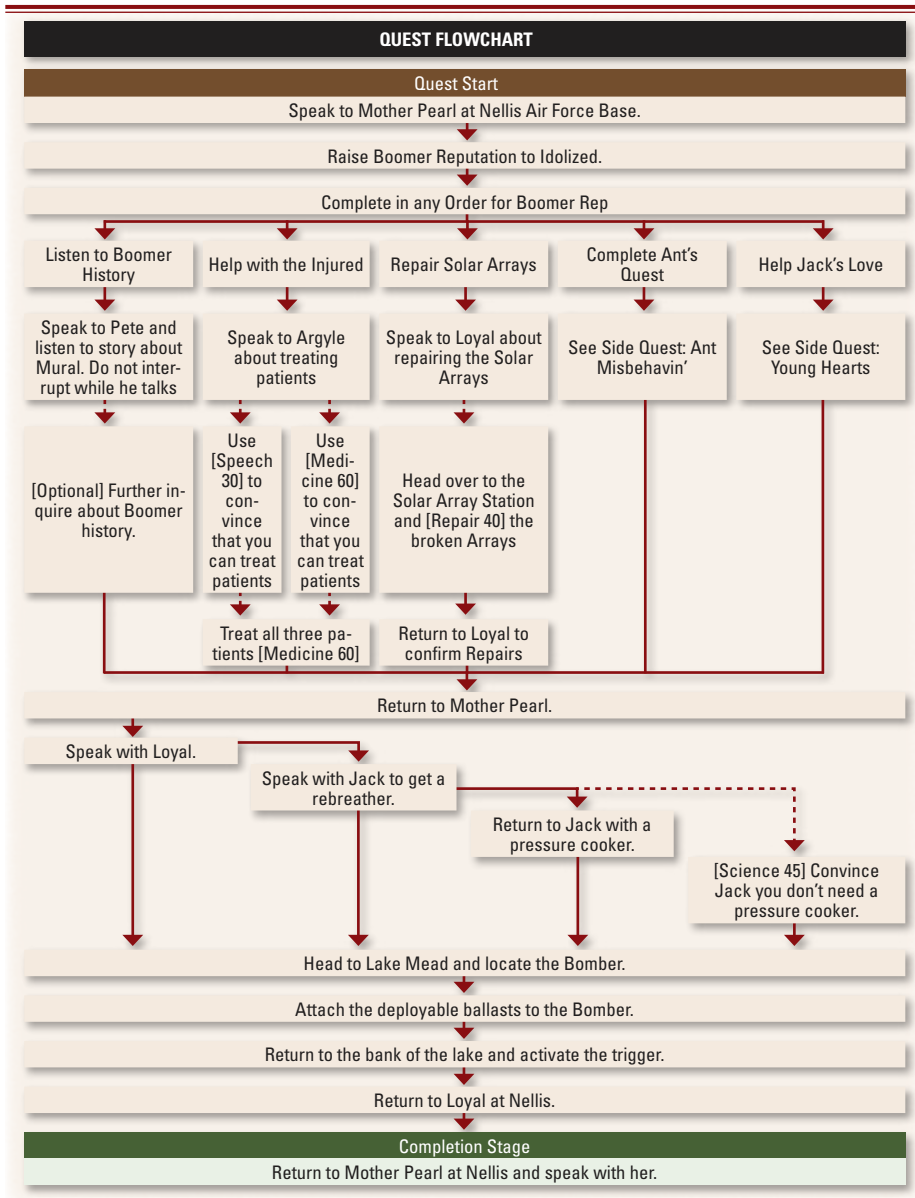 QUEST FLOWCHART
Quest Start
Speak to Mother Pearl at Nellis Air Force Base.
Raise Boomer Reputation to Idolized.
Complete in any Order for Boomer Rep
Listen to Boomer
History
Help with the Injured
Repair Solar Arrays
Complete Ant's
Quest
Help Jack's Love
Speak to Pete and
listen to story about
Mural. Do not inter-
rupt while he talks
Speak to Argyle
about treating
patients
Speak to Loyal about
repairing the Solar
Arrays
See Side Quest: Ant
Misbehavin'
See Side Quest:
Young Hearts
[Optional] Further in-
quire about Boomer
history.
Use
[Speech
30] to
con-
vince
that you
can treat
patients
Use
[Medi-
cine 60]
to con-
vince
that you
can treat
patients
Head over to the
Solar Array Station
and [Repair 40] the
broken Arrays
Treat all three pa-
tients [Medicine 60]
Return to Loyal to
confirm Repairs
Return to Mother Pearl.
Speak with Loyal.
Speak with Jack to get a
rebreather.
Return to Jack with a
pressure cooker.
[Science 45] Convince
Jack you don't need a
pressure cooker.
Head to Lake Mead and locate the Bomber.
Attach the deployable ballasts to the Bomber.
Return to the bank of the lake and activate the trigger.
Return to Loyal at Nellis.
Completion Stage
Return to Mother Pearl at Nellis and speak with her.